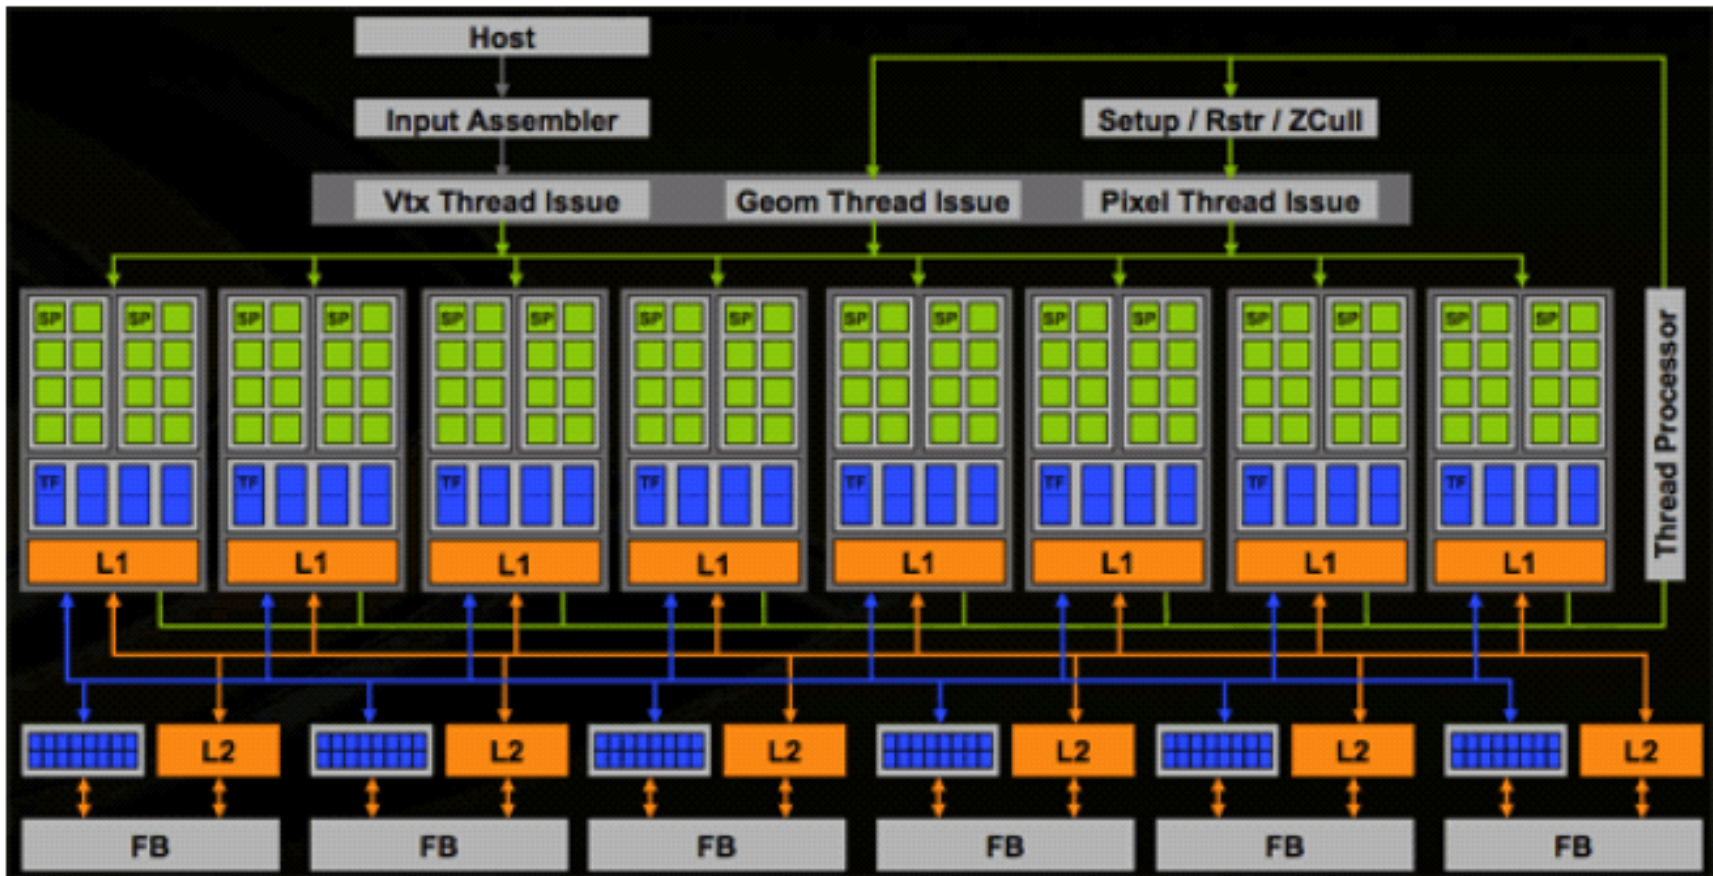 Host
Input Assembler
Setup / Rstr / ZCull
Vtx Thread Issue
Geom Thread Issue
Pixel Thread Issue
SP SP SP SP SP SP SP SP SP SP SP SP SP SP SP SP
Thread Processor
TF TF TF TF TF TF TF TF
L1 L1 L1 L1 L1 L1 L1 L1
L2 L2 L2 L2 L2 L2
FB FB FB FB FB FB